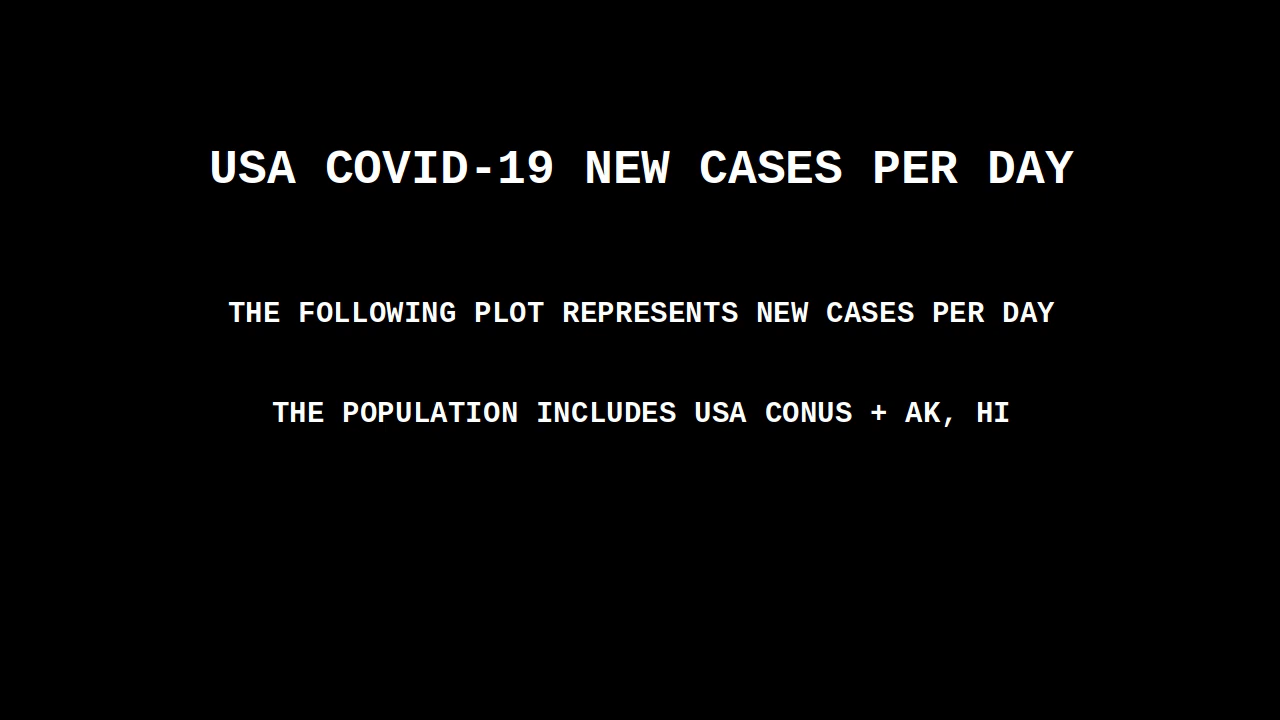 USA COVID-19 NEW CASES PER DAY
THE FOLLOWING PLOT REPRESENTS NEW CASES PER DAY
THE POPULATION INCLUDES USA CONUS + AK, HI